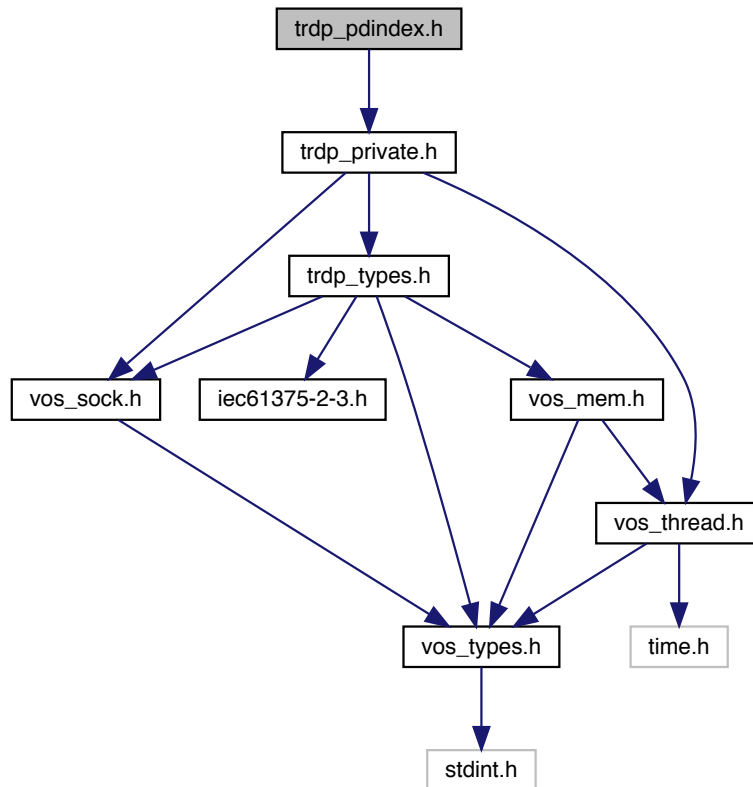 trdp_pdindex.h
trdp_private.h
trdp_types.h
vos_sock.h
iec61375-2-3.h
vos_mem.h
vos_thread.h
vos_types.h
time.h
stdint.h